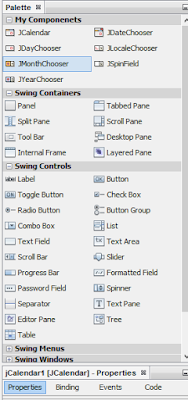 Palette
My Componenets
JCalendar JDateChooser
JDayChooser JLocaleChooser
JMonthChooser JSpinField
JYearChooser
Swing Containers
Panel Tabbed Pane
Split Pane Scroll Pane
Tool Bar Desktop Pane
Internal Frame Layered Pane
Swing Controls
label Label Button
Toggle Button Check Box
Radio Button Button Group
Combo Box List
Text Field Text Area
Scroll Bar Slider
Progress Bar Formatted Field
Password Field Spinner
Separator Text Pane
Editor Pane Tree
Table
Swing Menus
Swing Windows
jCalendar1 [JCalendar] - Properties
Properties Binding Events Code